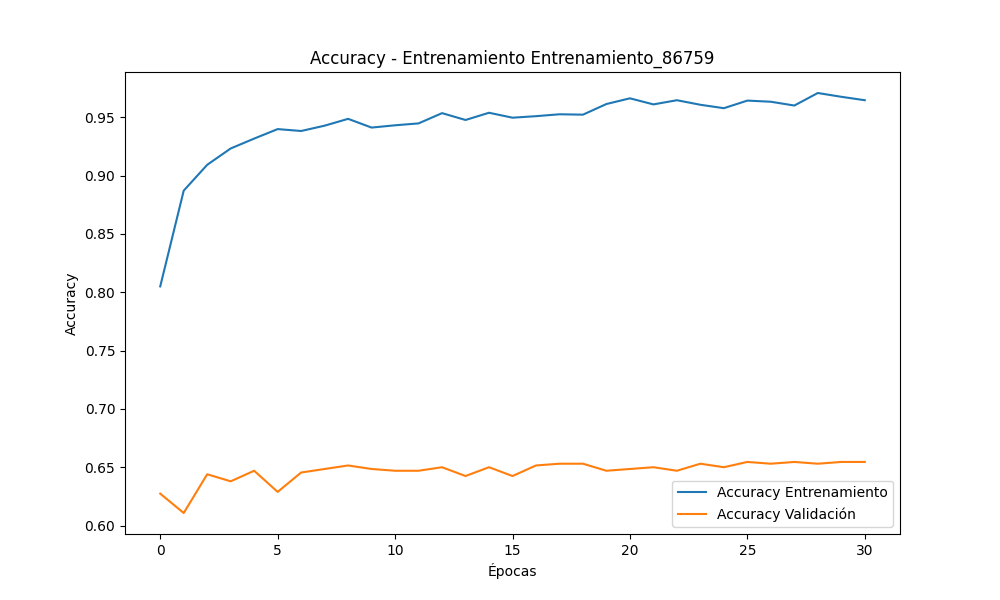 Accuracy - Entrenamiento Entrenamiento_86759
Accuracy
0.95
0.90
0.85
0.80
0.75
0.70
0.65
0.60
Accuracy Entrenamiento
Accuracy Validación
0 5 10 15 20 25 30
Épocas